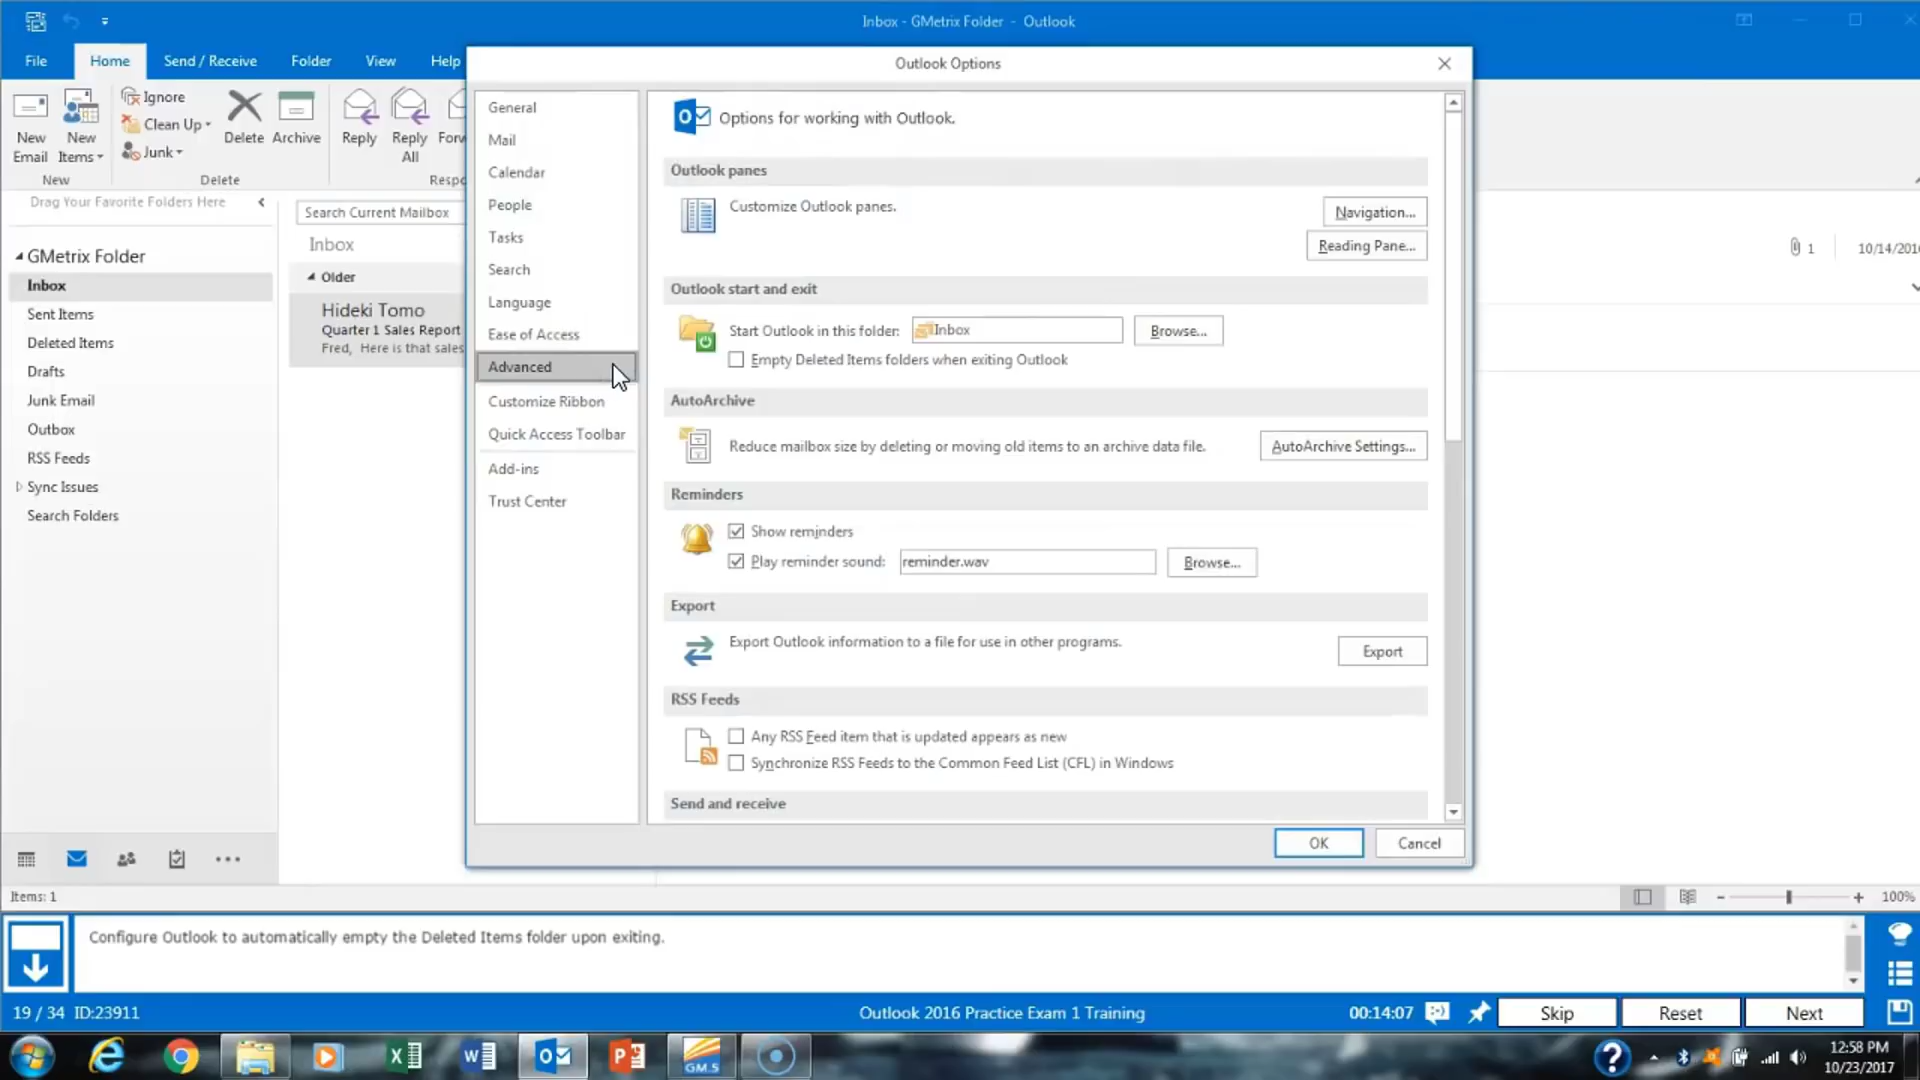 Inbox - GMetrix Folder - Outlook
File Home Send / Receive Folder View Help
New Email
New Items
Ignore
Clean Up
Junk
Delete
Archive
Reply
Reply All
New
Delete
Drag Your Favorite Folders Here
GMetrix Folder
Inbox
Sent Items
Deleted Items
Drafts
Junk Email
Outbox
RSS Feeds
Sync Issues
Search Folders
Search Current Mailbox
Inbox
Older
Hideki Tomo
Quarter 1 Sales Report
Fred, Here is that sales
Outlook Options
General
Mail
Calendar
People
Tasks
Search
Language
Ease of Access
Advanced
Customize Ribbon
Quick Access Toolbar
Add-ins
Trust Center
Options for working with Outlook.
Outlook panes
Customize Outlook panes.
Navigation...
Reading Pane...
Outlook start and exit
Start Outlook in this folder: Inbox Browse...
Empty Deleted Items folders when exiting Outlook
AutoArchive
Reduce mailbox size by deleting or moving old items to an archive data file. AutoArchive Settings...
Reminders
Show reminders
Play reminder sound: reminder.wav Browse...
Export
Export Outlook information to a file for use in other programs.
Export
RSS Feeds
Any RSS Feed item that is updated appears as new
Synchronize RSS Feeds to the Common Feed List (CFL) in Windows
Send and receive
OK Cancel
1
Items: 1
100%
Configure Outlook to automatically empty the Deleted Items folder upon exiting.
19 / 34 ID:23911 Outlook 2016 Practice Exam 1 Training 00:14:07 Skip Reset Next
GM.5
12:58 PM
10/23/2017